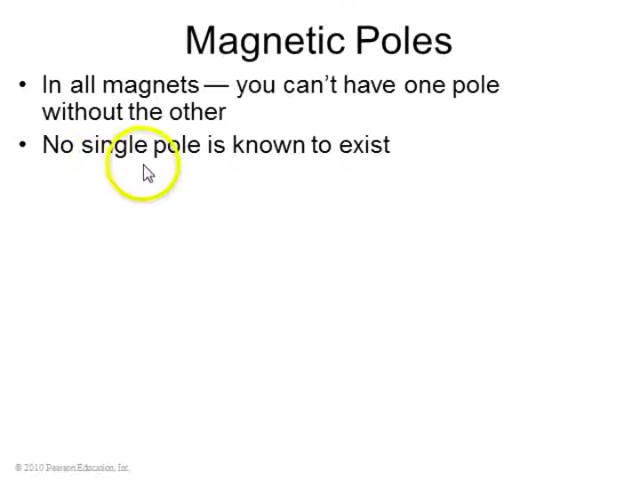 Magnetic Poles
• In all magnets — you can't have one pole
without the other
• No single pole is known to exist
© 2010 Pearson Education, Inc.